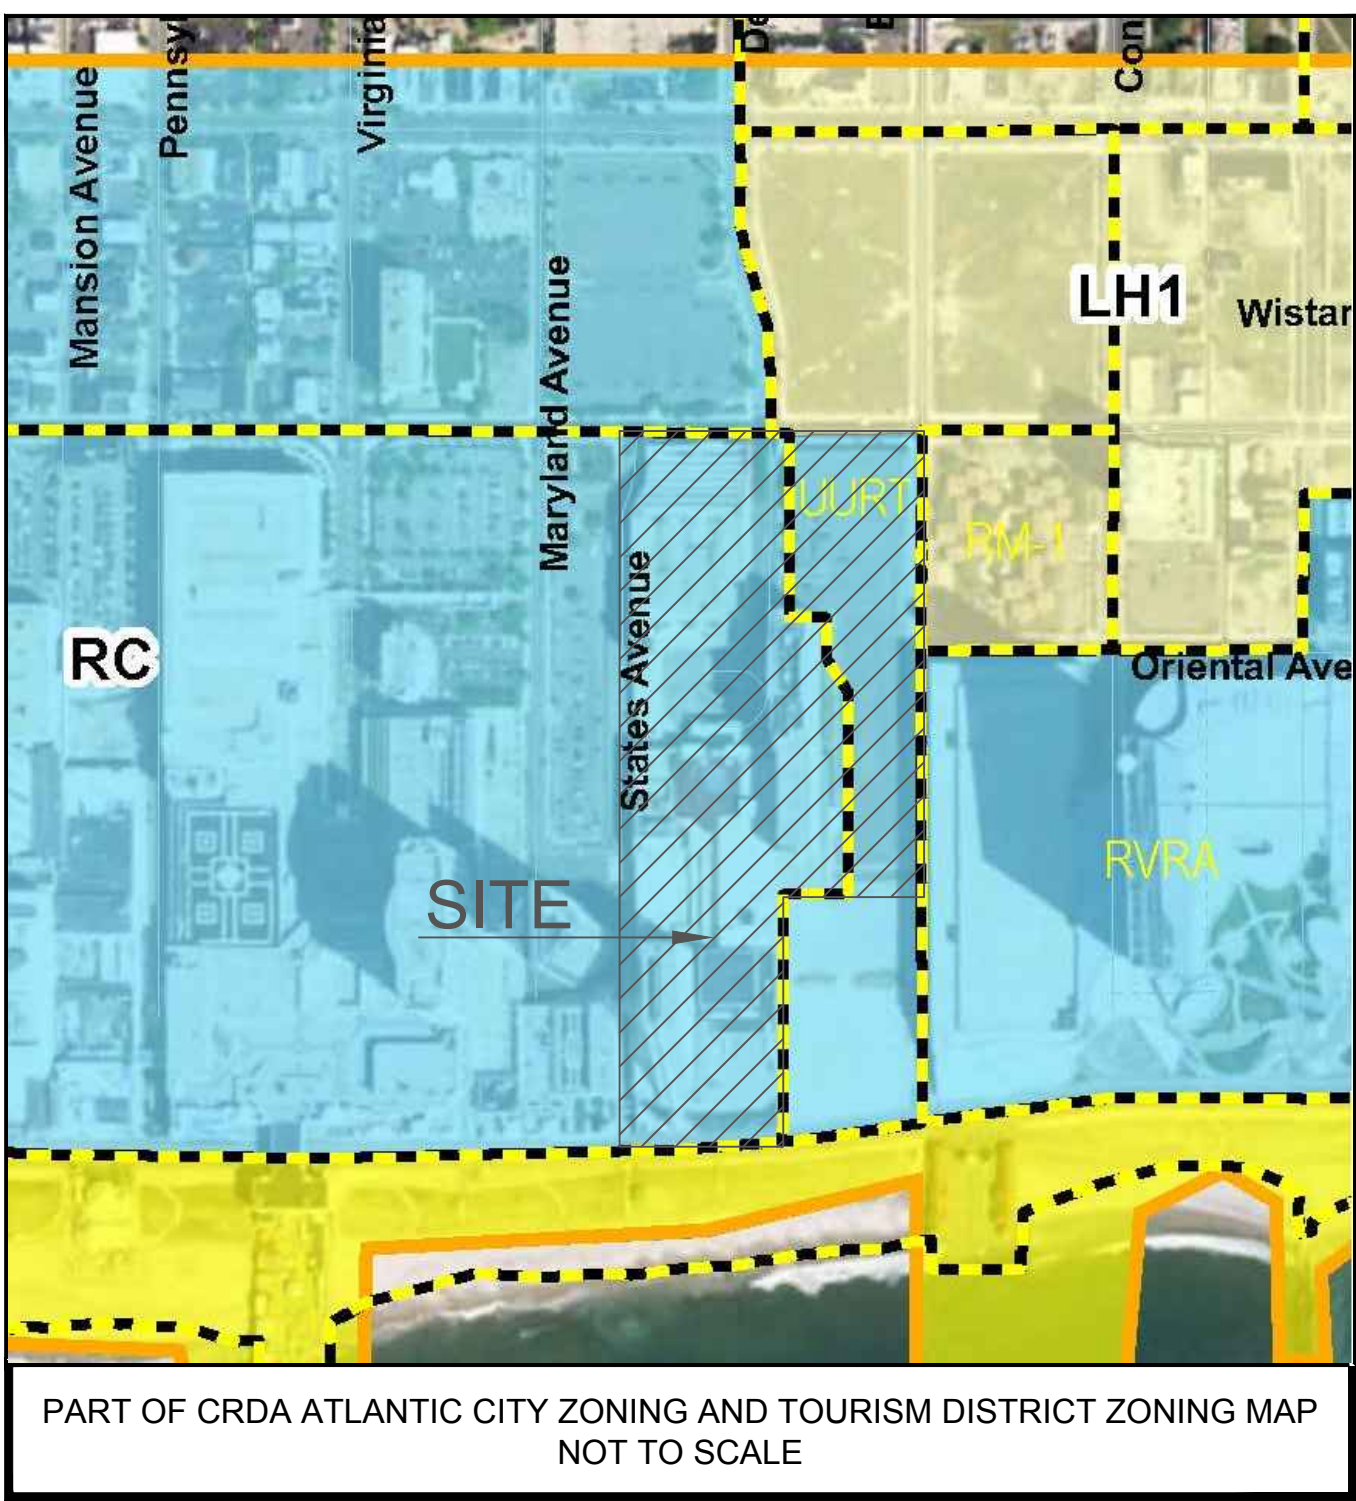 Mansion Avenue
Virginia
Maryland Avenue
States Avenue
LH1
Wistar
UURT
RM-1
RC
Oriental Ave
RVRA
SITE
PART OF CRDA ATLANTIC CITY ZONING AND TOURISM DISTRICT ZONING MAP
NOT TO SCALE